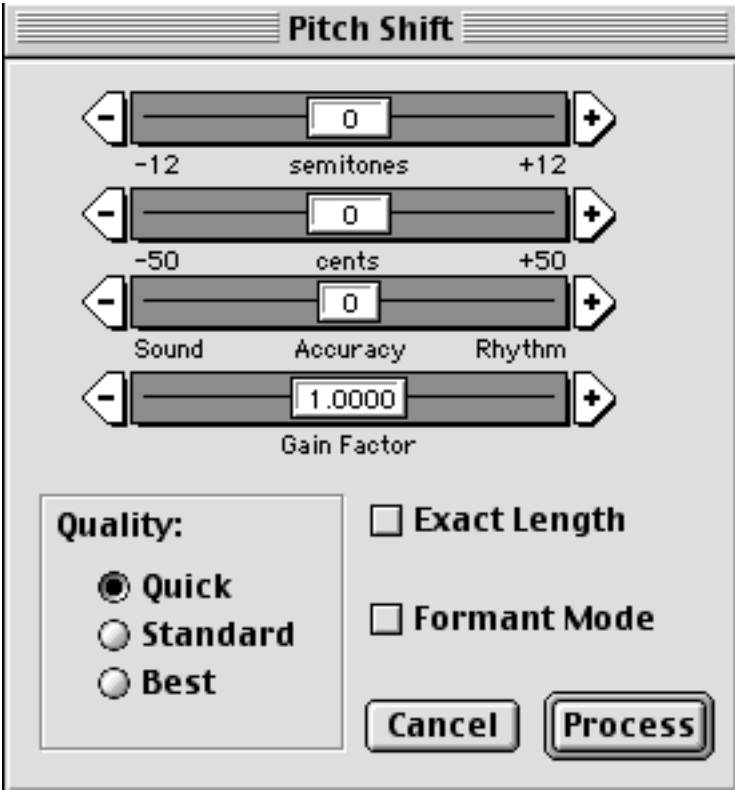 Pitch Shift
- 0 +
-12 semitones +12
- 0 +
-50 cents +50
- 0 +
Sound Accuracy Rhythm
- 1.0000 +
Gain Factor
Quality:
Quick
Standard
Best
Exact Length
Formant Mode
Cancel Process